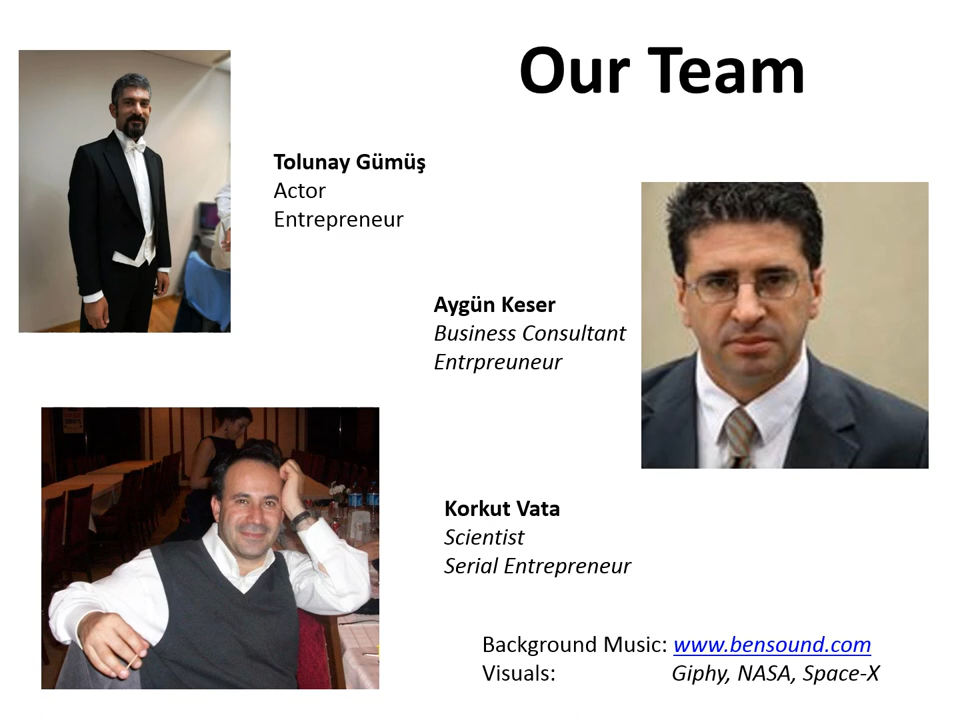 Our Team
Tolunay Gümüş
Actor
Entrepreneur
Aygün Keser
Business Consultant
Entrpreuneur
Korkut Vata
Scientist
Serial Entrepreneur
Background Music: www.bensound.com
Visuals: Giphy, NASA, Space-X